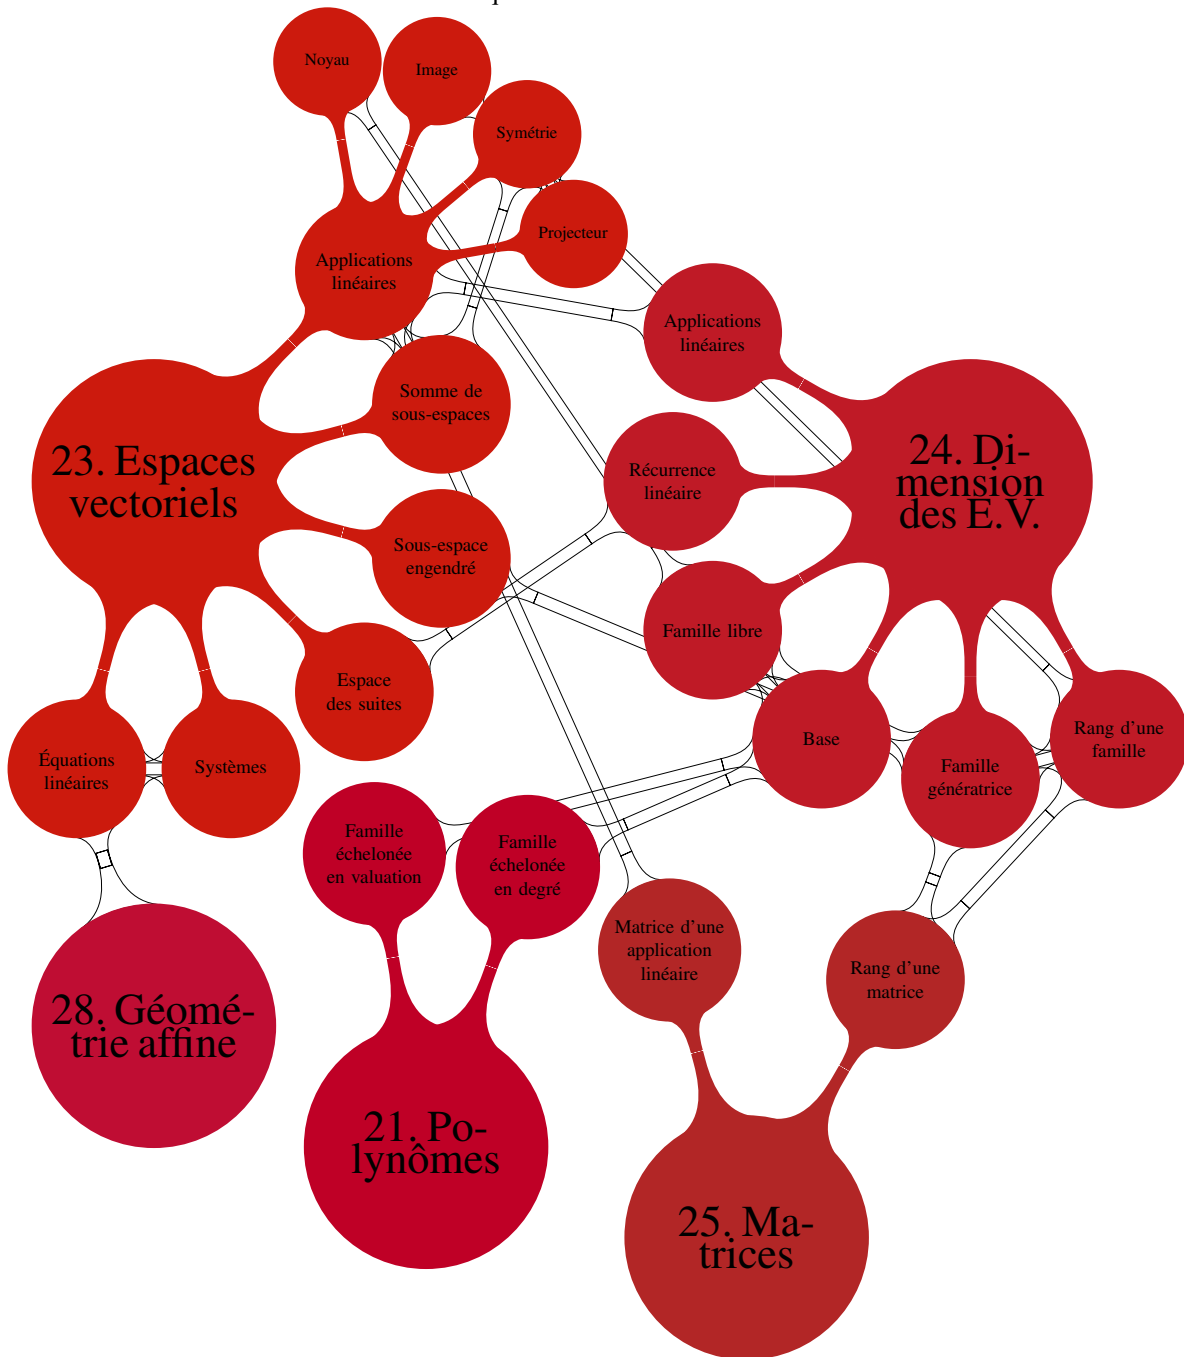 Noyau
Image
Symétrie
Projecteur
Applications
linéaires
Applications
linéaires
Somme de
sous-espaces
23. Espaces
vectoriels
Récurrence
linéaire
24. Di-
mension
des E.V.
Sous-espace
engendré
Famille libre
Espace
des suites
Équations
linéaires
Systèmes
Base
Famille
génératrice
Rang d'une
famille
Famille
échelonée
en valuation
Famille
échelonée
en degré
Matrice d'une
application
linéaire
Rang d'une
matrice
28. Géomé-
trie affine
21. Po-
lynômes
25. Ma-
trices